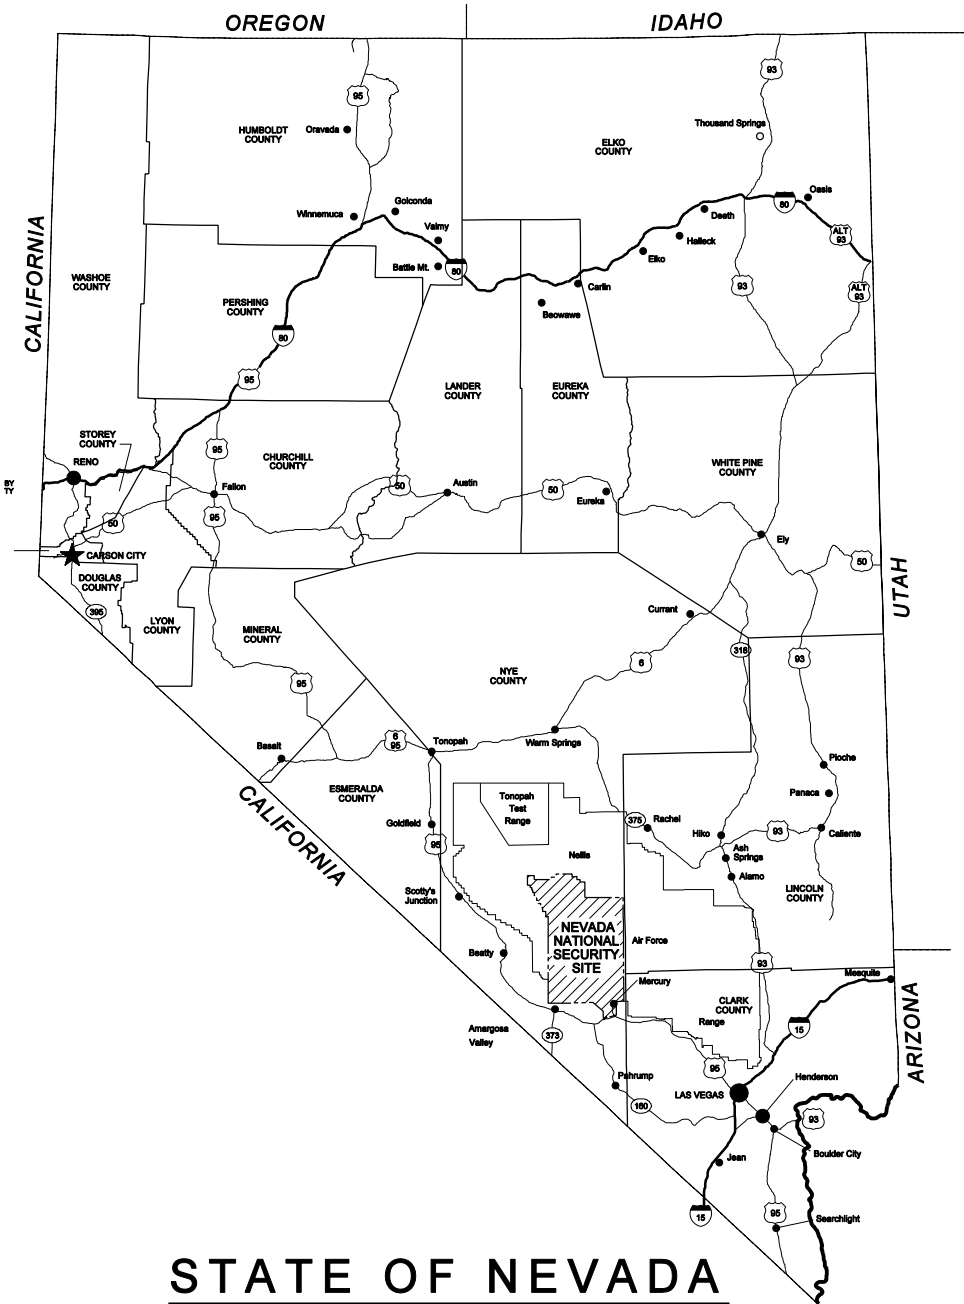 OREGON
IDAHO
93
95
Thousand Springs
HUMBOLDT
COUNTY
Oravada
ELKO
COUNTY
Oasis
Golconda
80
Winnemuca
Deeth
Valmy
Halleck
ALT
93
CALIFORNIA
Elko
Battle Mt.
80
WASHOE
COUNTY
Carlin
93
ALT
93
PERSHING
COUNTY
Beowawe
80
95
LANDER
COUNTY
EUREKA
COUNTY
STOREY
COUNTY
95
CHURCHILL
COUNTY
RENO
WHITE PINE
COUNTY
BY
TY
Fallon
50
Austin
50
Eureka
50
95
Ely
CARSON CITY
50
DOUGLAS
COUNTY
UTAH
395
Currant
LYON
COUNTY
MINERAL
COUNTY
318
6
93
NYE
COUNTY
95
6
95
Tonopah
Warm Springs
Basalt
Pioche
ESMERALDA
COUNTY
Tonopah
Test
Range
Panaca
CALIFORNIA
Goldfield
375
Rachel
Hiko
93
Caliente
95
Ash
Springs
Nellis
Alamo
Scotty's
Junction
LINCOLN
COUNTY
NEVADA
NATIONAL
SECURITY
SITE
Air Force
Beatty
93
Mesquite
Mercury
CLARK
COUNTY
ARIZONA
Range
Amargosa
Valley
373
15
95
Pahrump
Henderson
LAS VEGAS
160
93
Boulder City
Jean
15
95
Searchlight
STATE OF NEVADA